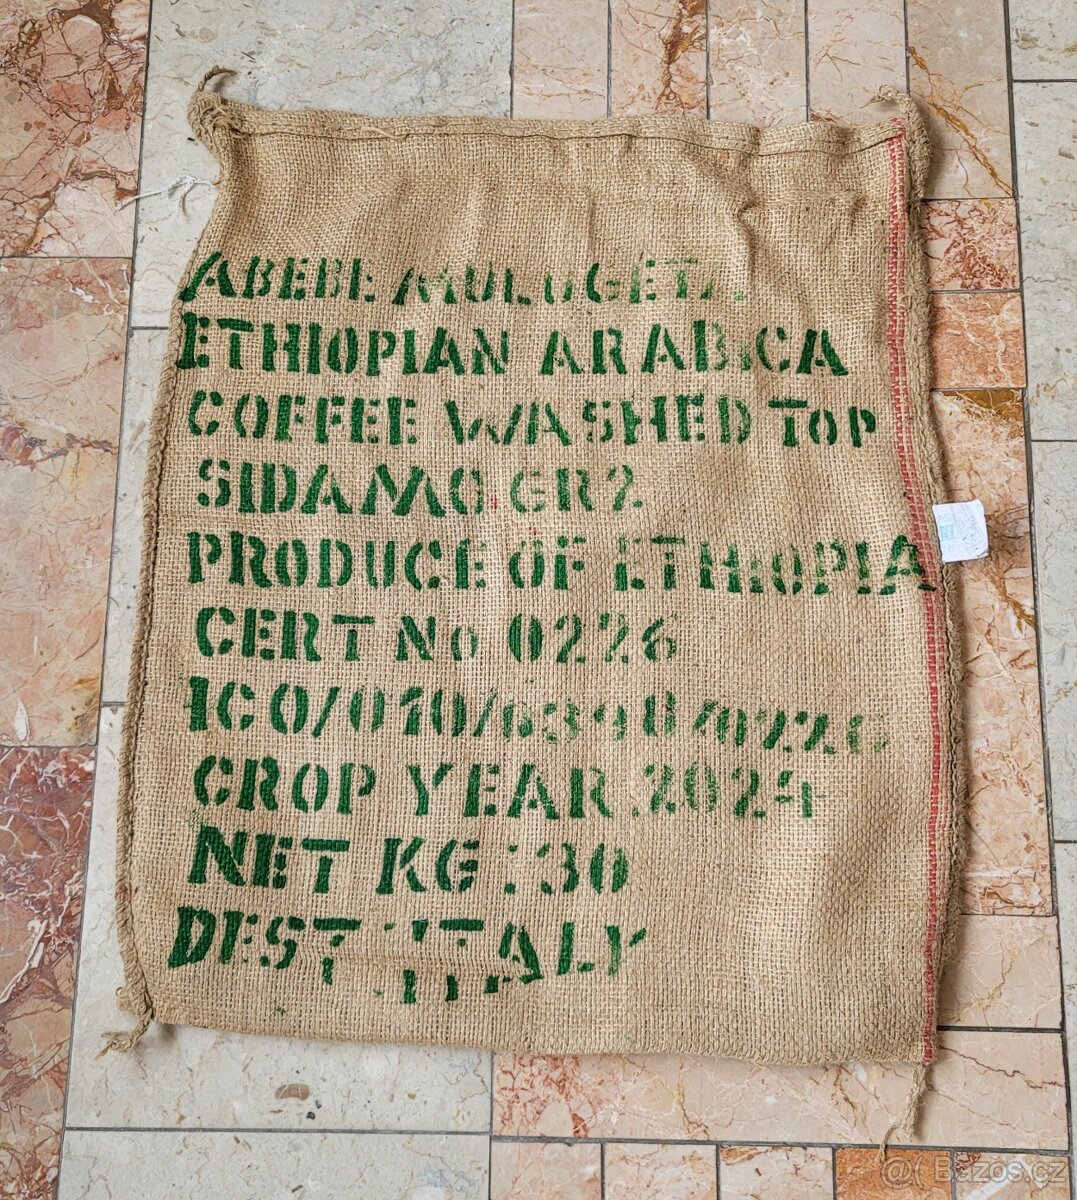 ABEBE MULUGETA
ETHIOPIAN ARABICA
COFFEE WASHED TOP
SIDAMO GR2
PRODUCE OF ETHIOPIA
CERT No 0226
ICO/010/0398/0226
CROP YEAR 2024
NET KG :30
DEST: ITALY
Bazos.cz